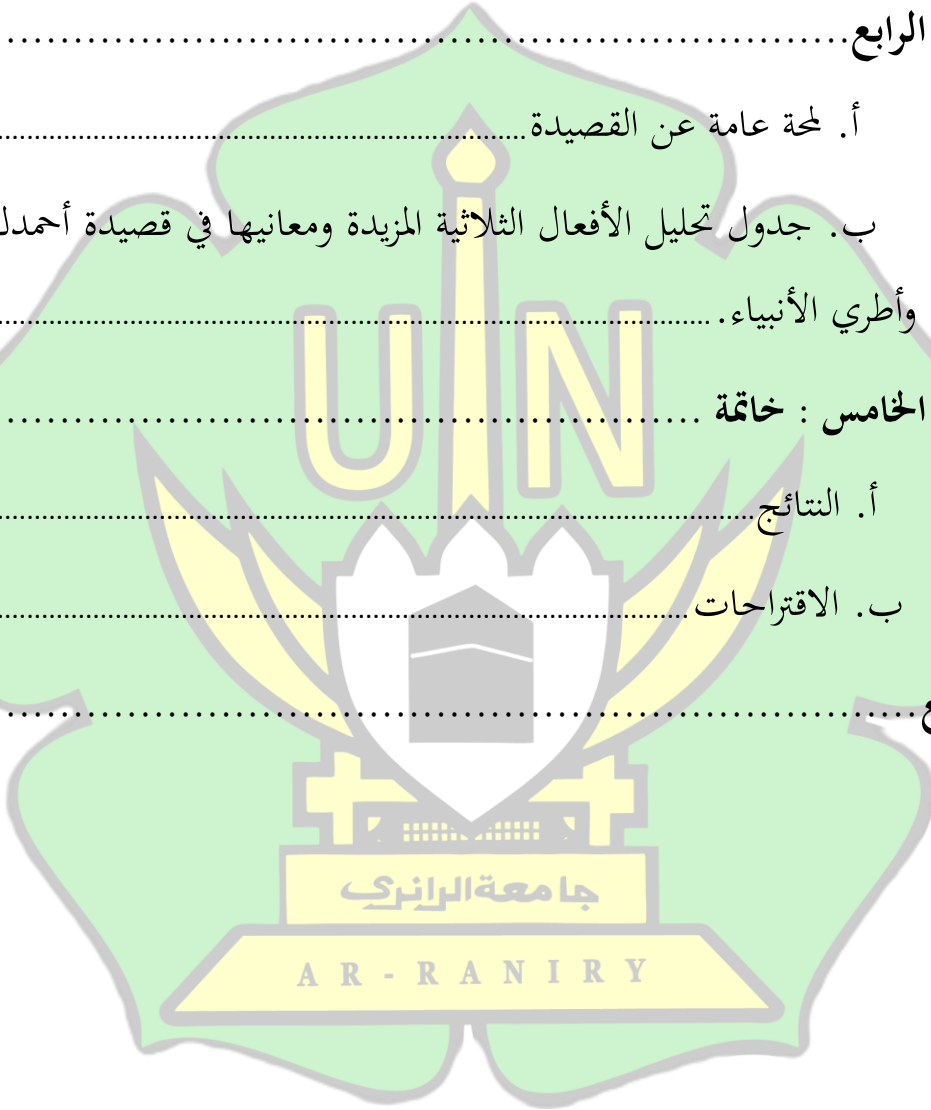 الرابع................................................................
أ. لمحة عامة عن القصيدة................................................................
ب. جدول تحليل الأفعال الثلاثية المزيدة ومعانيها في قصيدة
وأطري الأنبياء.................................................................
الخامس : خاتمة ................................................................
أ. النتائج................................................................
ب. الاقتراحات................................................................
UIN
جامعة الرانري
AR-RANIRY